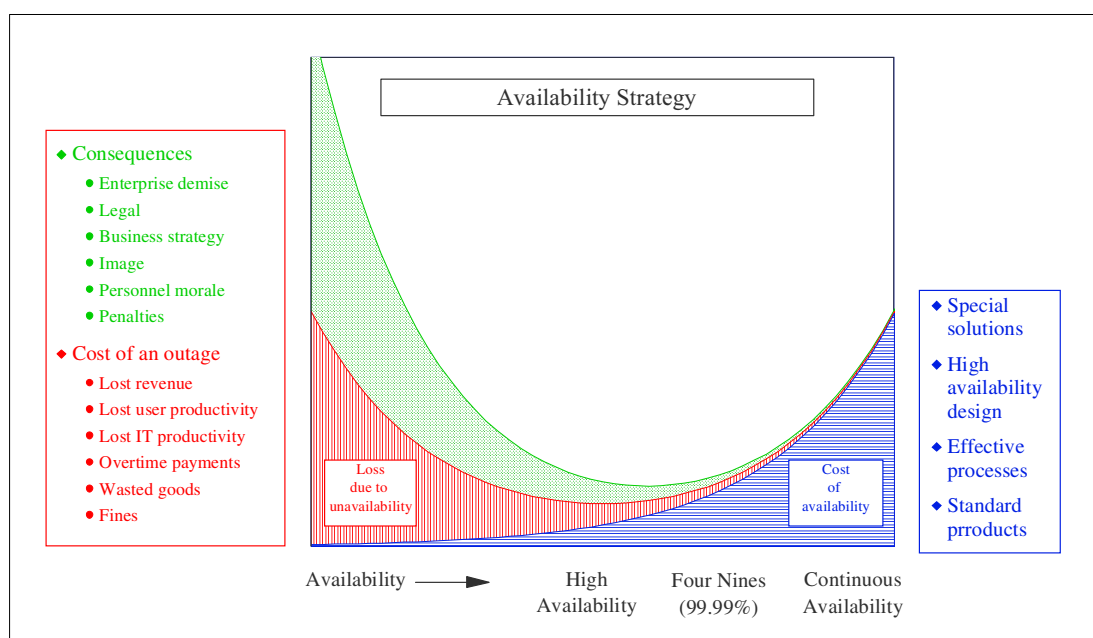 Availability Strategy
Consequences
Enterprise demise
Legal
Business strategy
Image
Personnel morale
Penalties
Cost of an outage
Lost revenue
Lost user productivity
Lost IT productivity
Overtime payments
Wasted goods
Fines
Loss
due to
unavailability
Cost
of
availability
Special
solutions
High
availability
design
Effective
processes
Standard
prroducts
Availability
High
Availability
Four Nines
(99.99%)
Continuous
Availability